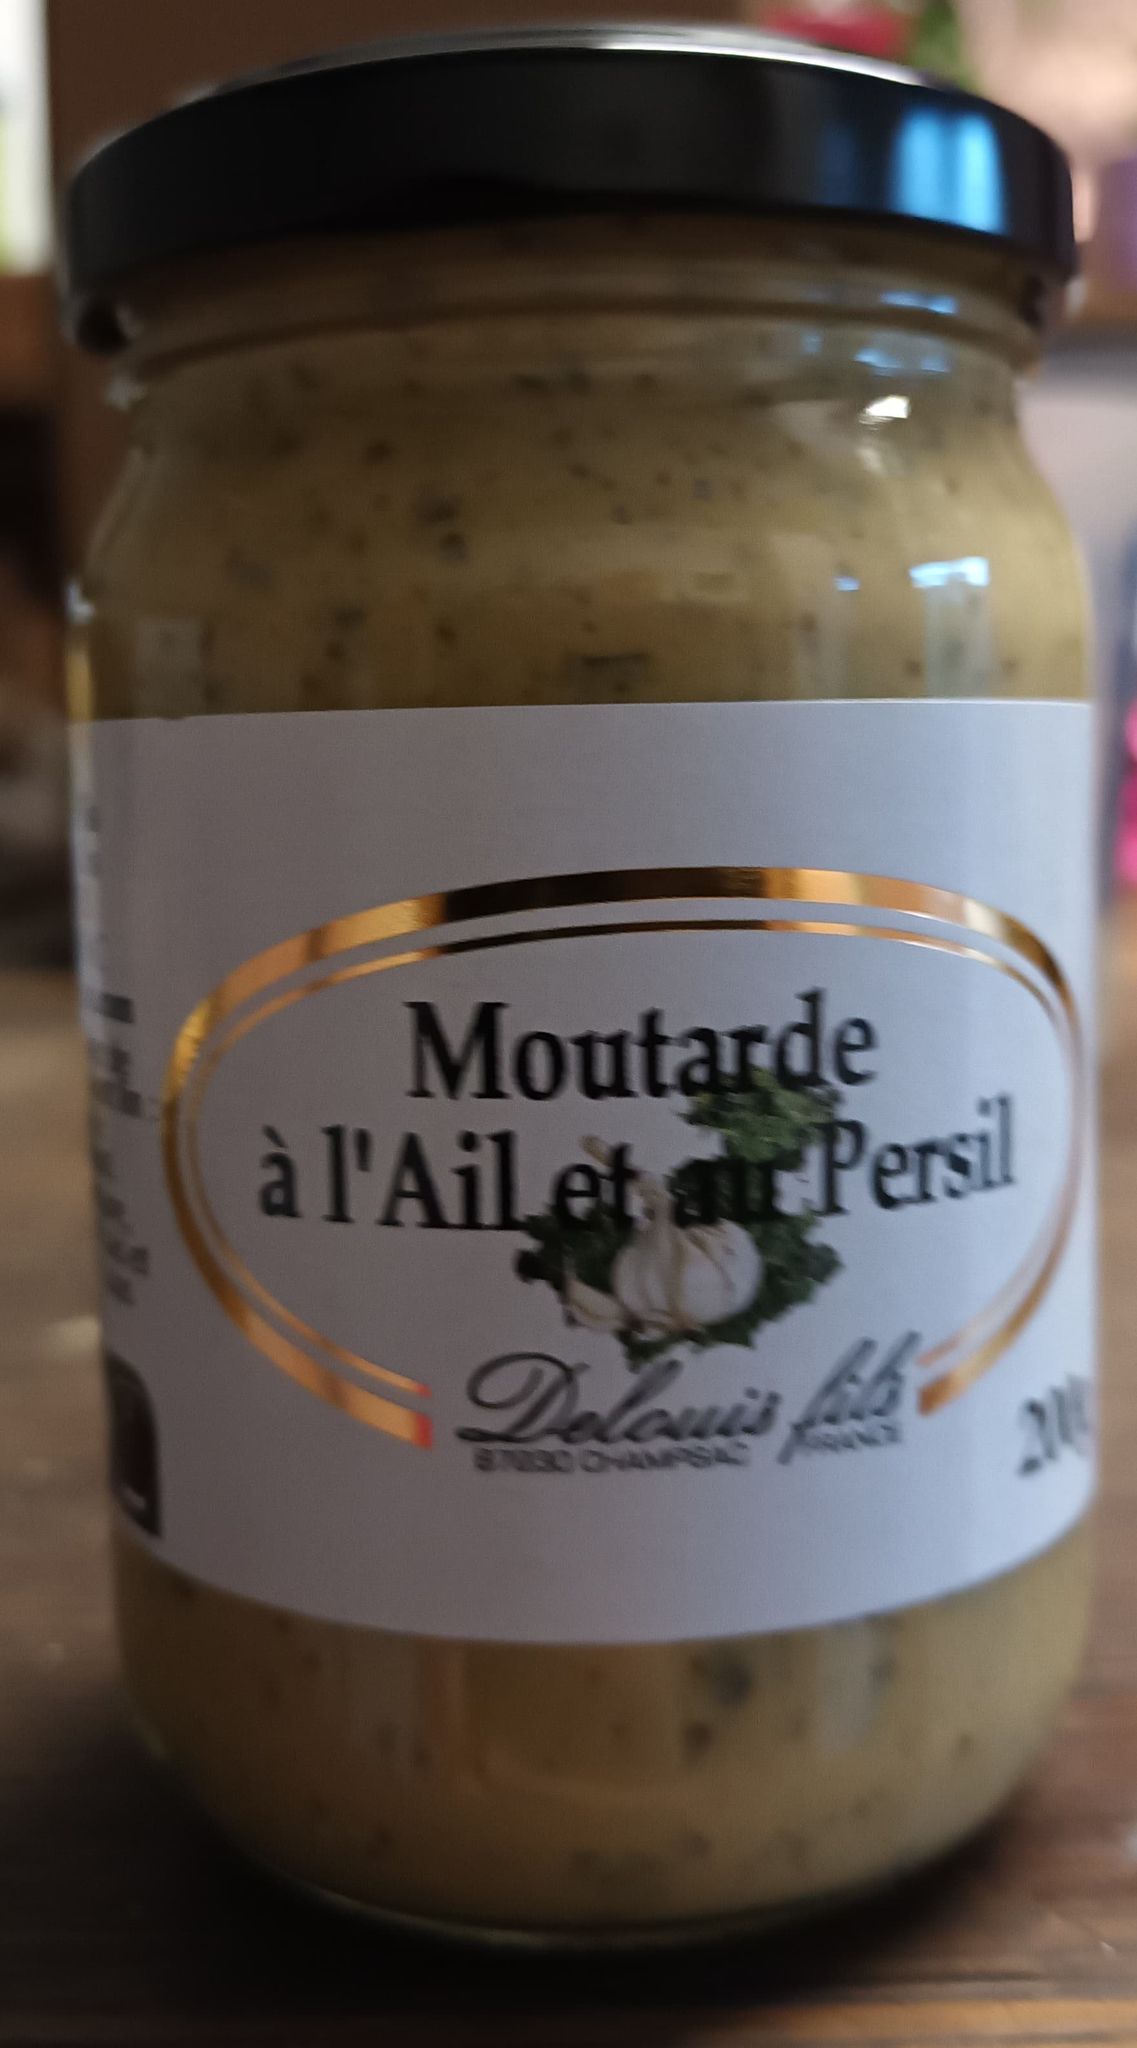 Moutarde
à l'Ail et au Persil
Delouis fils
87230 CHAMPSAC FRANCE